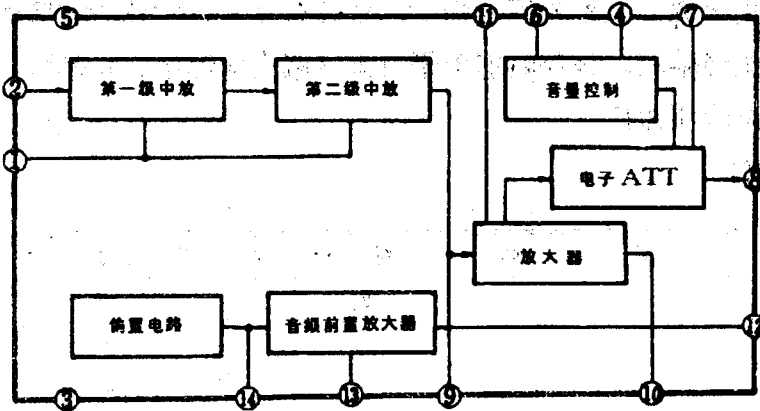 ⑤ ⑪ ⑥ ④ ⑦
② 第一级中放 第二级中放 音量控制
①
电子 ATT ⑧
放大器
偏置电路 音频前置放大器 ⑫
③ ⑭ ⑬ ⑨ ⑩